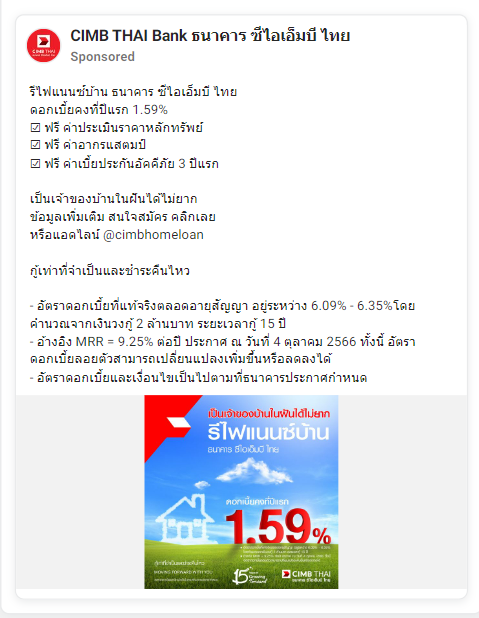 CIMB THAI Bank ธนาคาร ซีไอเอ็มบี ไทย
Sponsored
รีไฟแนนซ์บ้าน ธนาคาร ซีไอเอ็มบี ไทย
ดอกเบี้ยคงที่ปีแรก 1.59%
☑ ฟรี ค่าประเมินราคาหลักทรัพย์
☑ ฟรี ค่าอากรแสตมป์
☑ ฟรี ค่าเบี้ยประกันอัคคีภัย 3 ปีแรก
เป็นเจ้าของบ้านในฝันได้ไม่ยาก
ข้อมูลเพิ่มเติม สนใจสมัคร คลิกเลย
หรือแอดไลน์ @cimbhomeloan
กู้เท่าที่จำเป็นและชำระคืนไหว
- อัตราดอกเบี้ยที่แท้จริงตลอดอายุสัญญา อยู่ระหว่าง 6.09% - 6.35%โดย
คำนวณจากเงินวงกู้ 2 ล้านบาท ระยะเวลากู้ 15 ปี
- อ้างอิง MRR = 9.25% ต่อปี ประกาศ ณ วันที่ 4 ตุลาคม 2566 ทั้งนี้ อัตรา
ดอกเบี้ยลอยตัวสามารถเปลี่ยนแปลงเพิ่มขึ้นหรือลดลงได้
- อัตราดอกเบี้ยและเงื่อนไขเป็นไปตามที่ธนาคารประกาศกำหนด
เป็นเจ้าของบ้านในฝันได้ไม่ยาก
รีไฟแนนซ์บ้าน
ธนาคาร ซีไอเอ็มบี ไทย
ดอกเบี้ยคงที่ปีแรก
1.59%
กู้เท่าที่จำเป็นและชำระคืนไหว
MOVING FORWARD WITH YOU
15
CIMB THAI